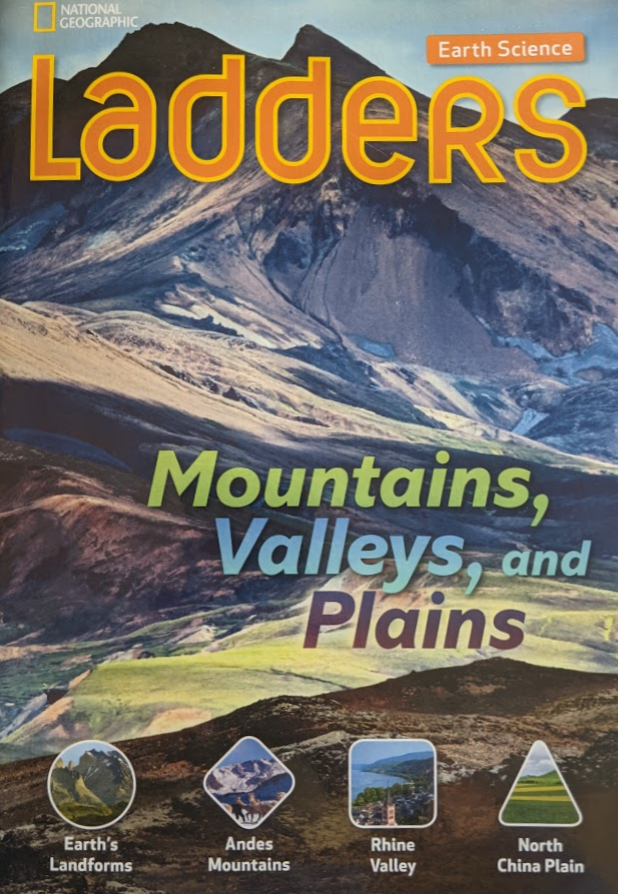 NATIONAL
GEOGRAPHIC
Earth Science
Ladders
Mountains,
Valleys, and
Plains
Earth's
Landforms
Andes
Mountains
Rhine
Valley
North
China Plain